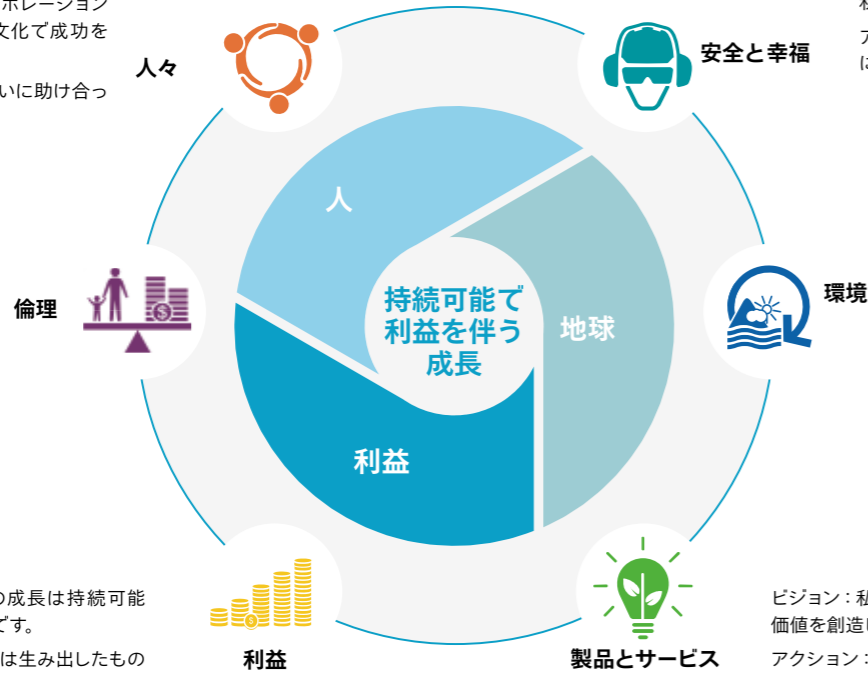 ポレーション
文化で成功を
いに助け合っ
人々
安全と幸福
人
倫理
持続可能で
利益を伴う
成長
地球
環境
利益
の成長は持続可能
です。
は生み出したもの
利益
製品とサービス
ビジョン：私
価値を創造し
アクション：